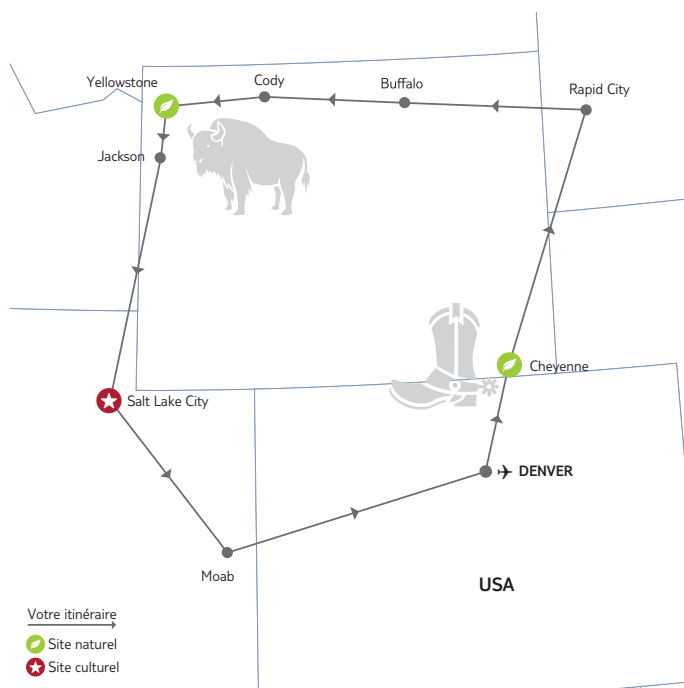 Yellowstone
Cody
Buffalo
Rapid City
Jackson
Cheyenne
Salt Lake City
DENVER
Moab
USA
Votre itinéraire
Site naturel
Site culturel